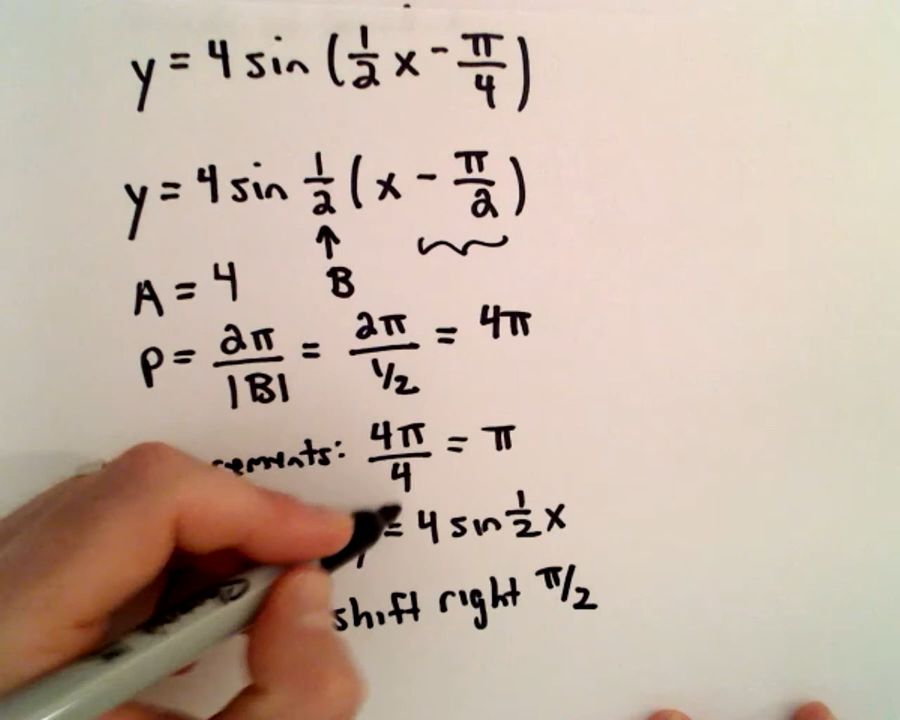 y = 4 sin (1/2 x - π/4)
y = 4 sin 1/2 (x - π/2)
↑
B
A = 4
P = 2π/|B| = 2π/1/2 = 4π
4π/4 = π
y = 4 sin 1/2 x
shift right π/2